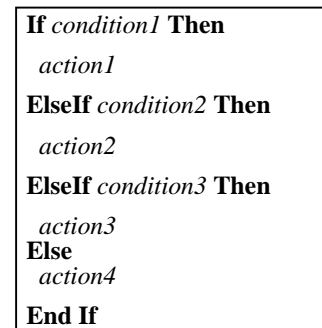 If condition1 Then
action1
ElseIf condition2 Then
action2
ElseIf condition3 Then
action3
Else
action4
End If